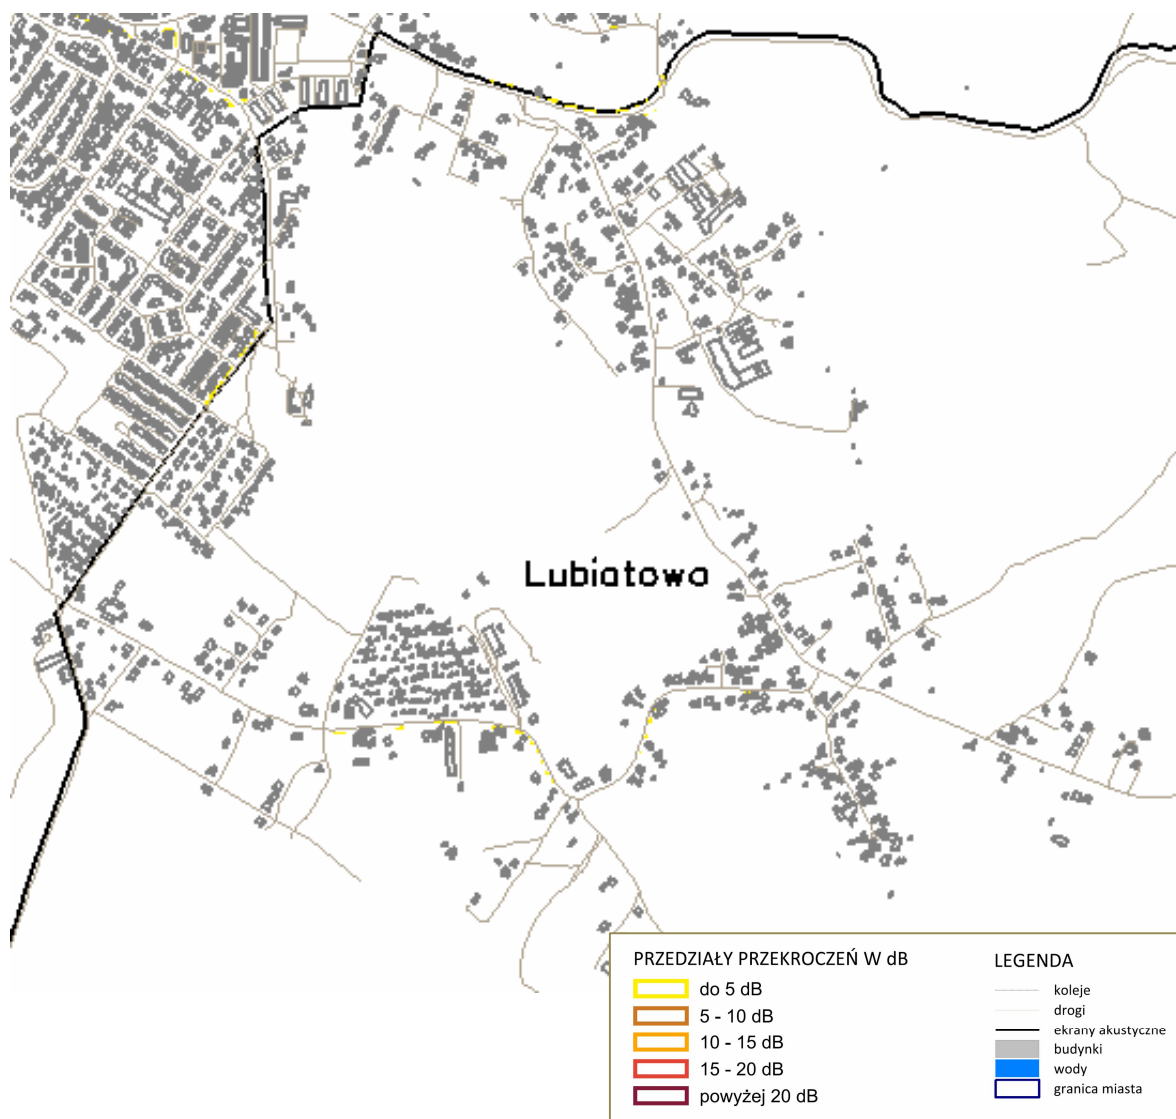 Lubiatowo
PRZEDZIAŁY PRZEKROCZEŃ W dB
do 5 dB
5 - 10 dB
10 - 15 dB
15 - 20 dB
powyżej 20 dB
LEGENDA
koleje
drogi
ekrany akustyczne
budynki
wody
granica miasta